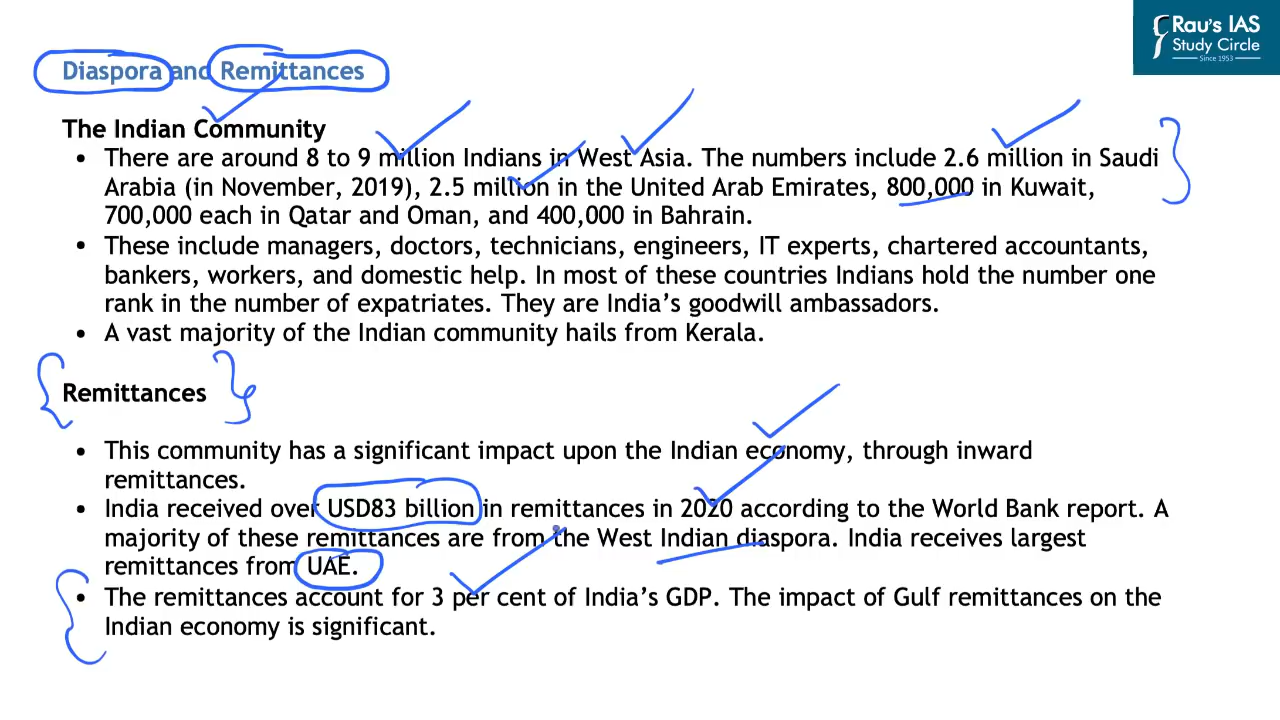 Rau's IAS
Study Circle
Since 1953
Diaspora and Remittances
The Indian Community
• There are around 8 to 9 million Indians in West Asia. The numbers include 2.6 million in Saudi
Arabia (in November, 2019), 2.5 million in the United Arab Emirates, 800,000 in Kuwait,
700,000 each in Qatar and Oman, and 400,000 in Bahrain.
• These include managers, doctors, technicians, engineers, IT experts, chartered accountants,
bankers, workers, and domestic help. In most of these countries Indians hold the number one
rank in the number of expatriates. They are India's goodwill ambassadors.
• A vast majority of the Indian community hails from Kerala.
Remittances
• This community has a significant impact upon the Indian economy, through inward
remittances.
• India received over USD83 billion in remittances in 2020 according to the World Bank report. A
majority of these remittances are from the West Indian diaspora. India receives largest
remittances from UAE.
• The remittances account for 3 per cent of India's GDP. The impact of Gulf remittances on the
Indian economy is significant.